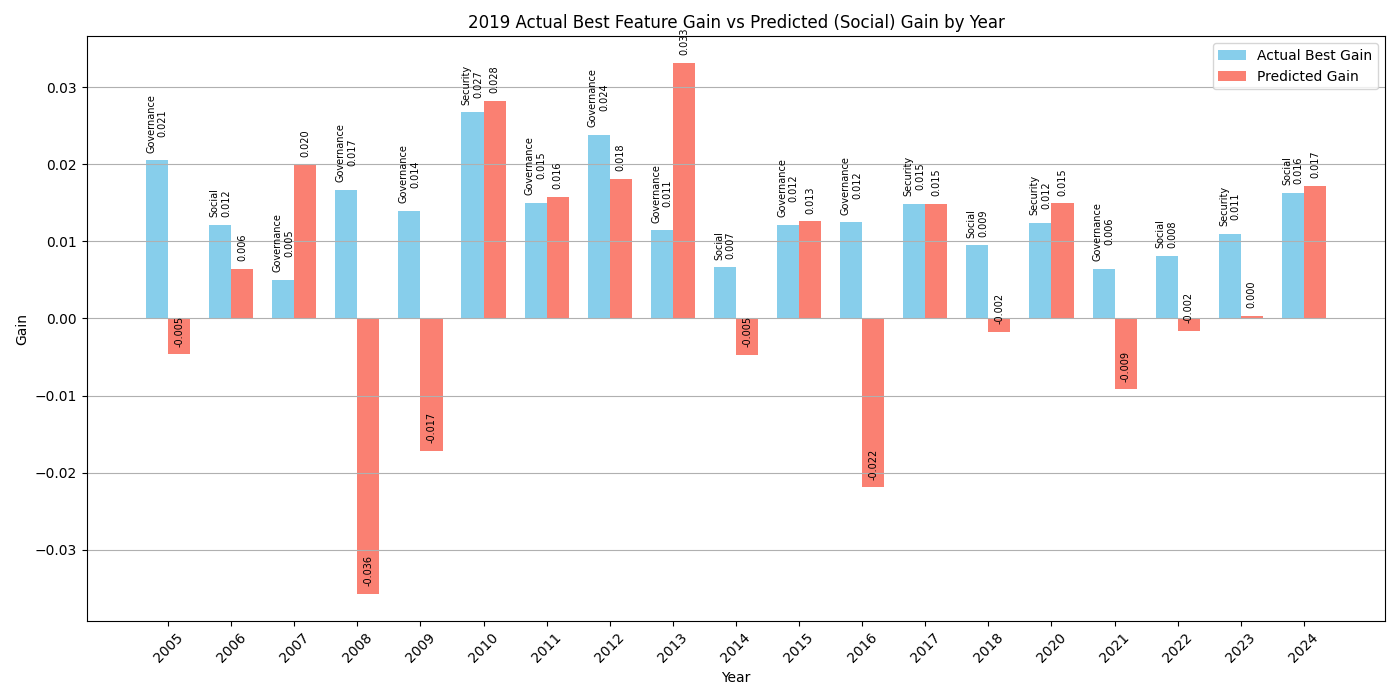 2019 Actual Best Feature Gain vs Predicted (Social) Gain by Year
Actual Best Gain
Predicted Gain
Gain
0.03
0.02
0.01
0.00
−0.01
−0.02
−0.03
Governance
0.021
-0.005
Social
0.012
0.006
Governance
0.005
0.020
Governance
0.017
-0.036
Governance
0.014
-0.017
Security
0.027
0.028
Governance
0.015
0.016
Governance
0.024
0.018
Governance
0.011
0.033
Social
0.007
-0.005
Governance
0.012
0.013
Governance
0.012
-0.022
Security
0.015
0.015
Social
0.009
-0.002
Security
0.012
0.015
Governance
0.006
-0.009
Social
0.008
-0.002
Security
0.011
0.000
Social
0.016
0.017
2005
2006
2007
2008
2009
2010
2011
2012
2013
2014
2015
2016
2017
2018
2020
2021
2022
2023
2024
Year